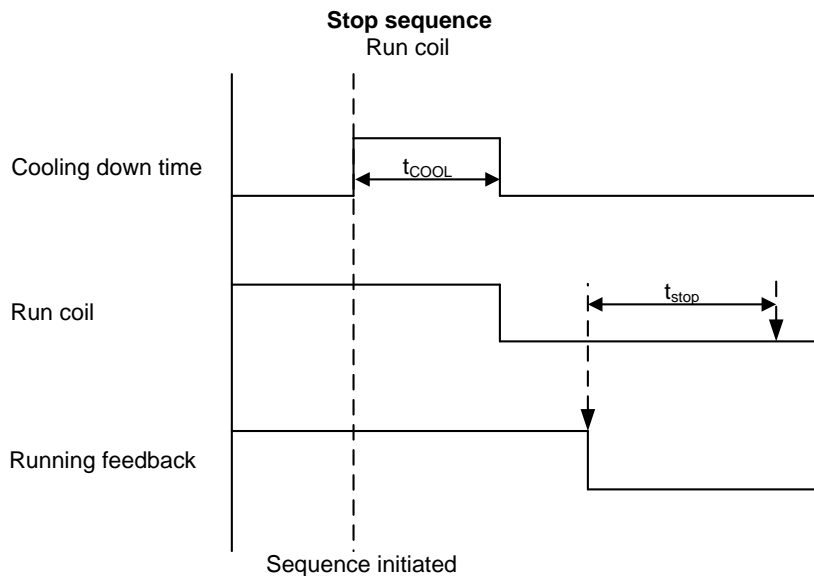 Stop sequence
Run coil
Cooling down time
tCOOL
Run coil
tstop
Running feedback
Sequence initiated